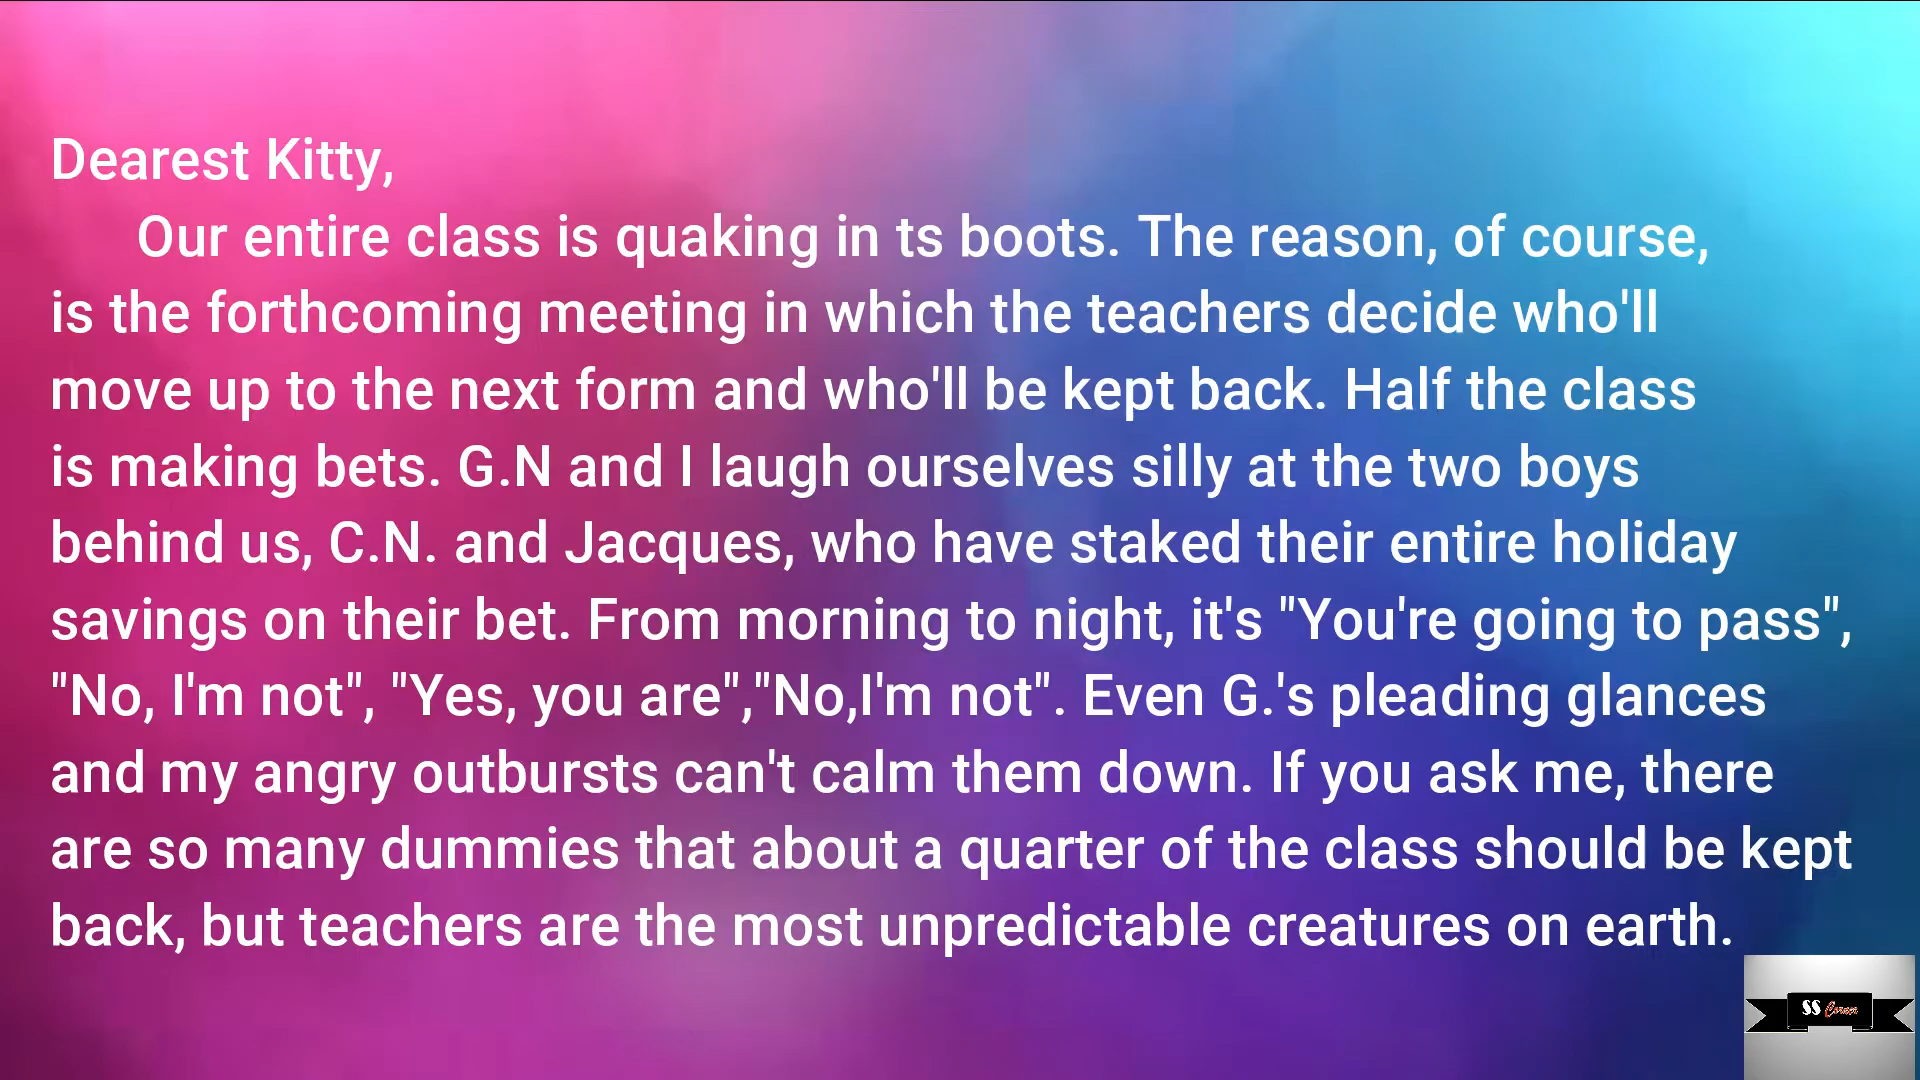 Dearest Kitty,
Our entire class is quaking in ts boots. The reason, of course,
is the forthcoming meeting in which the teachers decide who'll
move up to the next form and who'll be kept back. Half the class
is making bets. G.N and I laugh ourselves silly at the two boys
behind us, C.N. and Jacques, who have staked their entire holiday
savings on their bet. From morning to night, it's "You're going to pass",
"No, I'm not", "Yes, you are","No,I'm not". Even G.'s pleading glances
and my angry outbursts can't calm them down. If you ask me, there
are so many dummies that about a quarter of the class should be kept
back, but teachers are the most unpredictable creatures on earth.
SS Corner